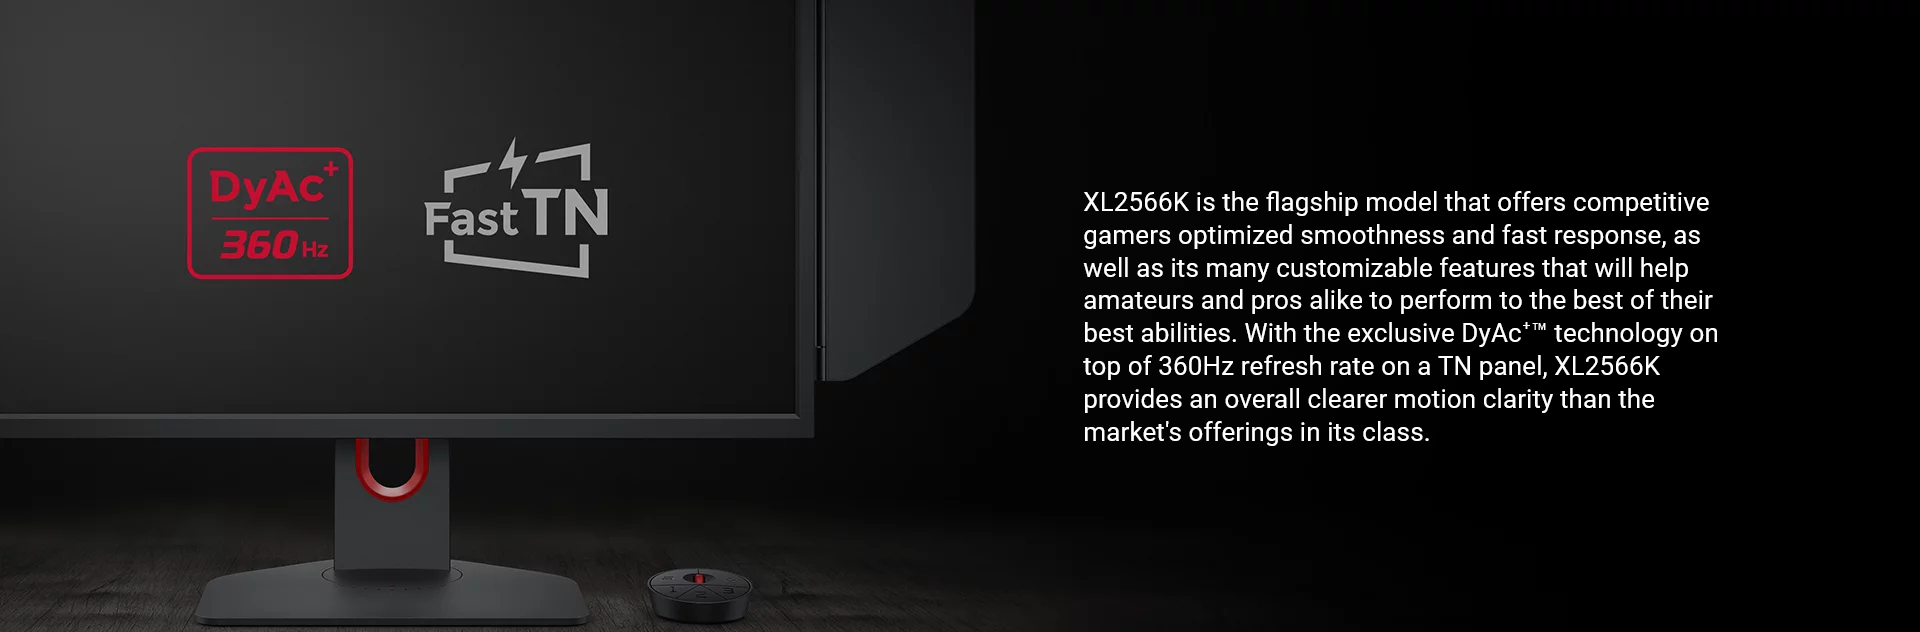 DyAc⁺
360Hz
Fast TN
1 2 3
XL2566K is the flagship model that offers competitive
gamers optimized smoothness and fast response, as
well as its many customizable features that will help
amateurs and pros alike to perform to the best of their
best abilities. With the exclusive DyAc⁺™ technology on
top of 360Hz refresh rate on a TN panel, XL2566K
provides an overall clearer motion clarity than the
market's offerings in its class.